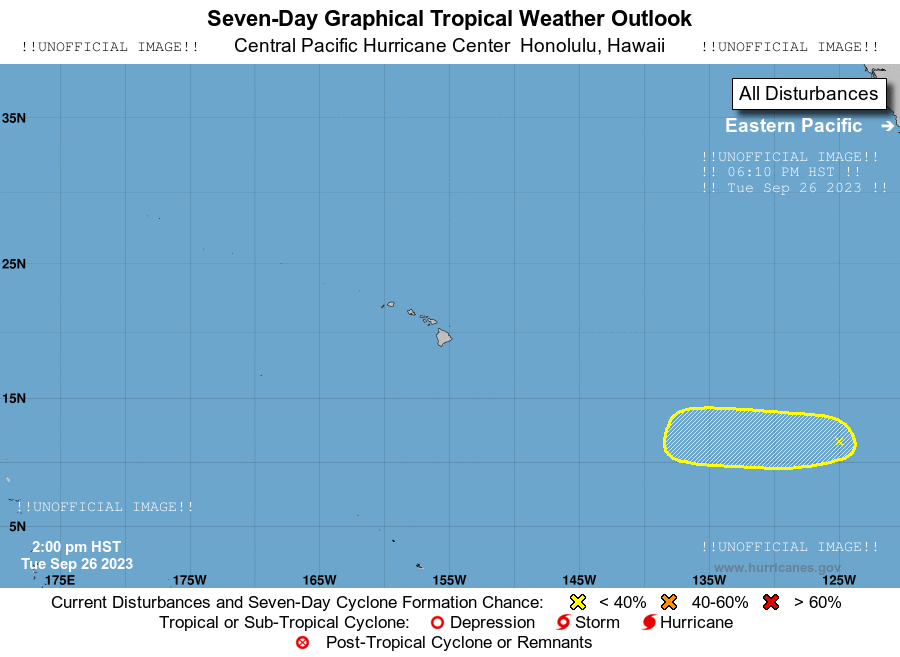 Seven-Day Graphical Tropical Weather Outlook
!!UNOFFICIAL IMAGE!! Central Pacific Hurricane Center Honolulu, Hawaii !!UNOFFICIAL IMAGE!!
All Disturbances
35N
Eastern Pacific →
!!UNOFFICIAL IMAGE!!
!! 06:10 PM HST !!
!! Tue Sep 26 2023 !!
25N
15N
!!UNOFFICIAL IMAGE!!
5N
2:00 pm HST
Tue Sep 26 2023
!!UNOFFICIAL IMAGE!!
www.hurricanes.gov
175E 175W 165W 155W 145W 135W 125W
Current Disturbances and Seven-Day Cyclone Formation Chance: < 40% 40-60% > 60%
Tropical or Sub-Tropical Cyclone: Depression Storm Hurricane
Post-Tropical Cyclone or Remnants